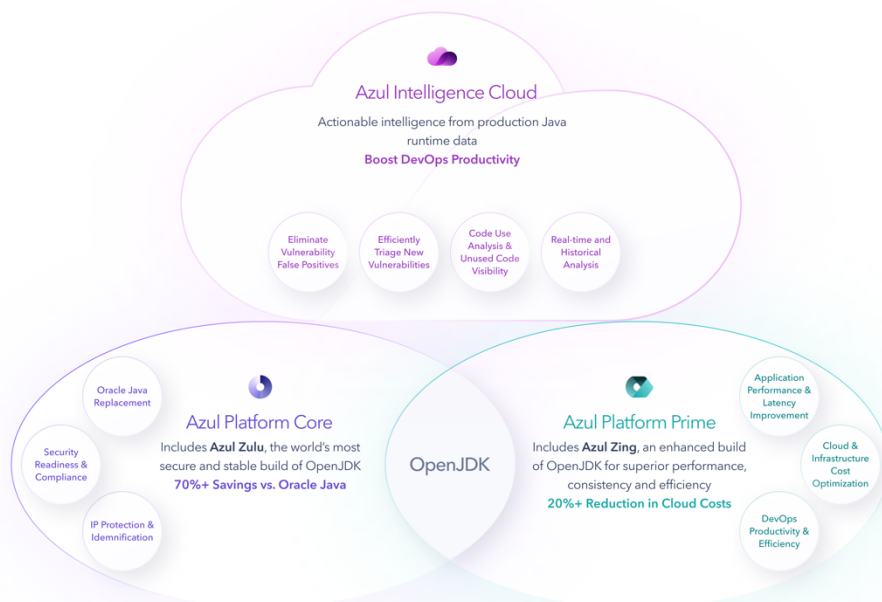 Azul Intelligence Cloud
Actionable intelligence from production Java
runtime data
Boost DevOps Productivity
Eliminate
Vulnerability
False Positives
Efficiently
Triage New
Vulnerabilities
Code Use
Analysis &
Unused Code
Visibility
Real-time and
Historical
Analysis
Oracle Java
Replacement
Security
Readiness &
Compliance
IP Protection &
Idemnification
Azul Platform Core
Includes Azul Zulu, the world's most
secure and stable build of OpenJDK
70%+ Savings vs. Oracle Java
OpenJDK
Azul Platform Prime
Includes Azul Zing, an enhanced build
of OpenJDK for superior performance,
consistency and efficiency
20%+ Reduction in Cloud Costs
Application
Performance &
Latency
Improvement
Cloud &
Infrastructure
Cost
Optimization
DevOps
Productivity &
Efficiency